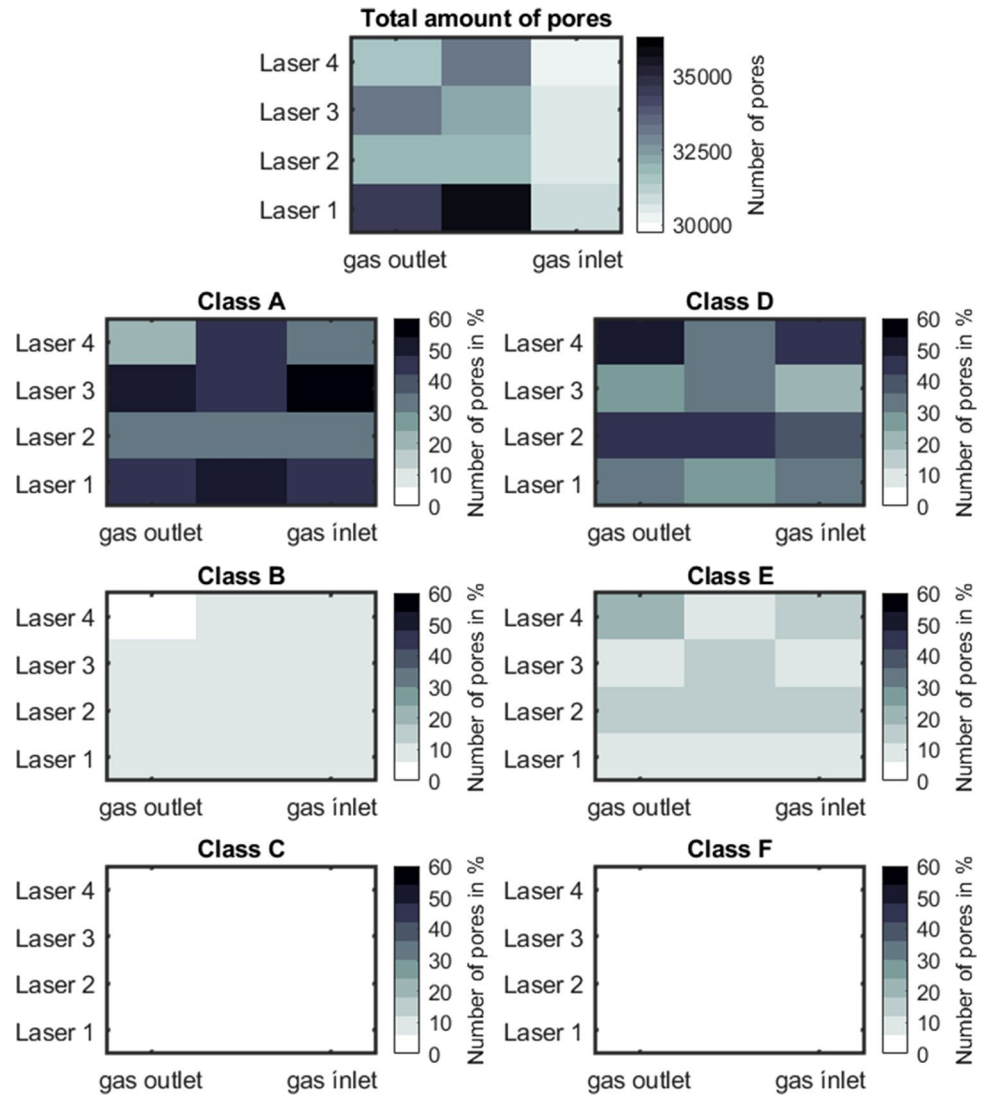 Total amount of pores
Laser 4
Laser 3
Laser 2
Laser 1
gas outlet gas inlet
35000
32500
30000
Number of pores
Class A
Laser 4
Laser 3
Laser 2
Laser 1
gas outlet gas inlet
60
50
40
30
20
10
0
Number of pores in %
Class D
Laser 4
Laser 3
Laser 2
Laser 1
gas outlet gas inlet
60
50
40
30
20
10
0
Number of pores in %
Class B
Laser 4
Laser 3
Laser 2
Laser 1
gas outlet gas inlet
60
50
40
30
20
10
0
Number of pores in %
Class E
Laser 4
Laser 3
Laser 2
Laser 1
gas outlet gas inlet
60
50
40
30
20
10
0
Number of pores in %
Class C
Laser 4
Laser 3
Laser 2
Laser 1
gas outlet gas inlet
60
50
40
30
20
10
0
Number of pores in %
Class F
Laser 4
Laser 3
Laser 2
Laser 1
gas outlet gas inlet
60
50
40
30
20
10
0
Number of pores in %